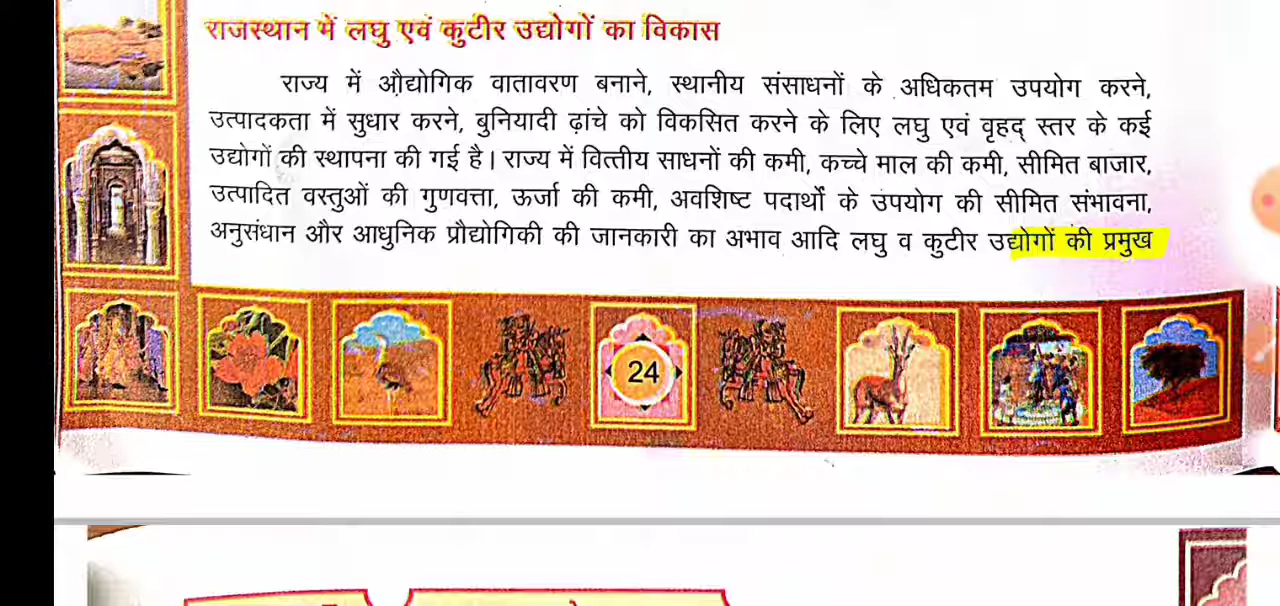 राजस्थान में लघु एवं कुटीर उद्योगों का विकास
राज्य में औद्योगिक वातावरण बनाने, स्थानीय संसाधनों के अधिकतम उपयोग करने,
उत्पादकता में सुधार करने, बुनियादी ढ़ांचे को विकसित करने के लिए लघु एवं वृहद् स्तर के कई
उद्योगों की स्थापना की गई है। राज्य में वित्तीय साधनों की कमी, कच्चे माल की कमी, सीमित बाजार,
उत्पादित वस्तुओं की गुणवत्ता, ऊर्जा की कमी, अवशिष्ट पदार्थों के उपयोग की सीमित संभावना,
अनुसंधान और आधुनिक प्रौद्योगिकी की जानकारी का अभाव आदि लघु व कुटीर उद्योगों की प्रमुख
24